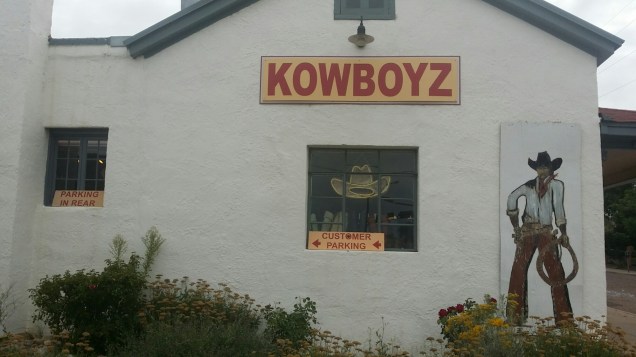 KOWBOYZ
PARKING
IN REAR
CUSTOMER
PARKING